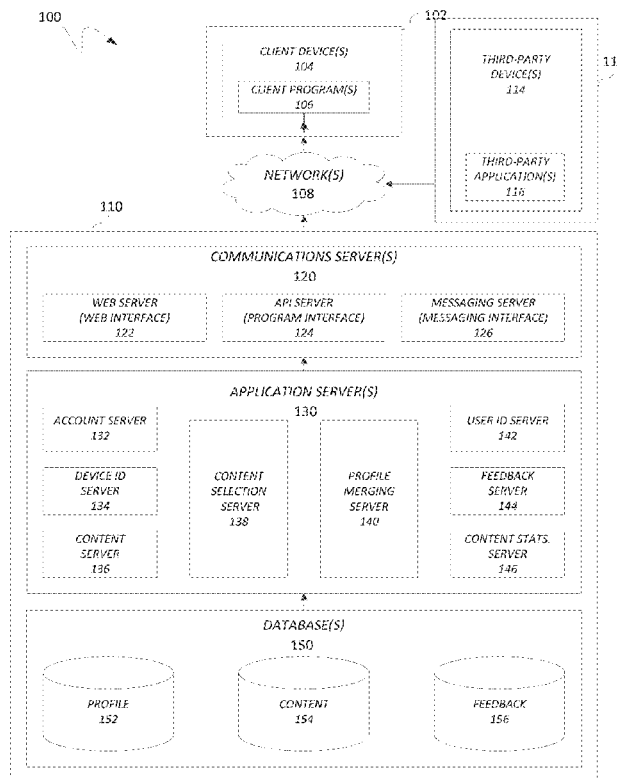 100
102
CLIENT DEVICE(S)
104
CLIENT PROGRAM(S)
106
THIRD-PARTY
DEVICE(S)
114
11
THIRD-PARTY
APPLICATION(S)
116
NETWORK(S)
108
110
COMMUNICATIONS SERVER(S)
120
WEB SERVER
(WEB INTERFACE)
122
API SERVER
(PROGRAM INTERFACE)
124
MESSAGING SERVER
(MESSAGING INTERFACE)
126
APPLICATION SERVER(S)
130
ACCOUNT SERVER
132
DEVICE ID
SERVER
134
CONTENT
SERVER
136
CONTENT
SELECTION
SERVER
138
PROFILE
MERGING
SERVER
140
USER ID SERVER
142
FEEDBACK
SERVER
144
CONTENT STATS.
SERVER
146
DATABASE(S)
150
PROFILE
152
CONTENT
154
FEEDBACK
156